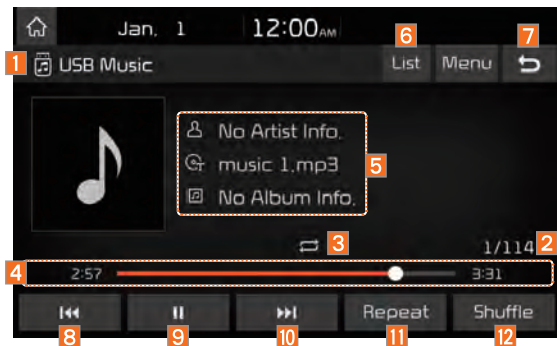 Jan. 1 12:00AM
6 7
1 USB Music List Menu
No Artist Info.
music 1.mp3 5
No Album Info.
3 1/114 2
4 2:57 3:31
Repeat Shuffle
8 9 10 11 12